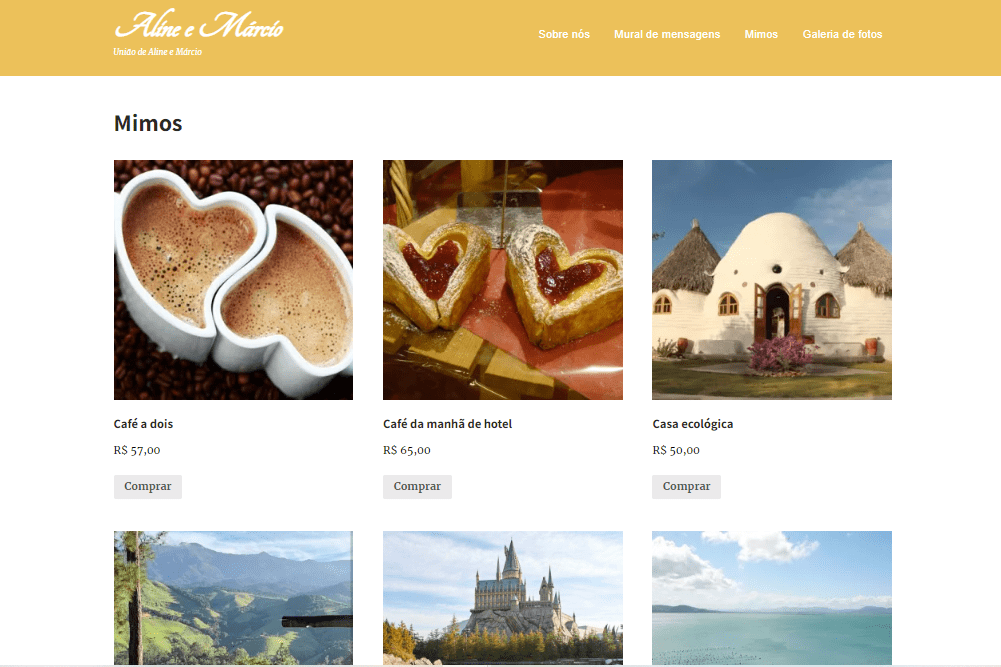 Aline e Márcio
União de Aline e Márcio
Sobre nós Mural de mensagens Mimos Galeria de fotos
Mimos
Café a dois Café da manhã de hotel Casa ecológica
R$ 57,00 R$ 65,00 R$ 50,00
Comprar Comprar Comprar